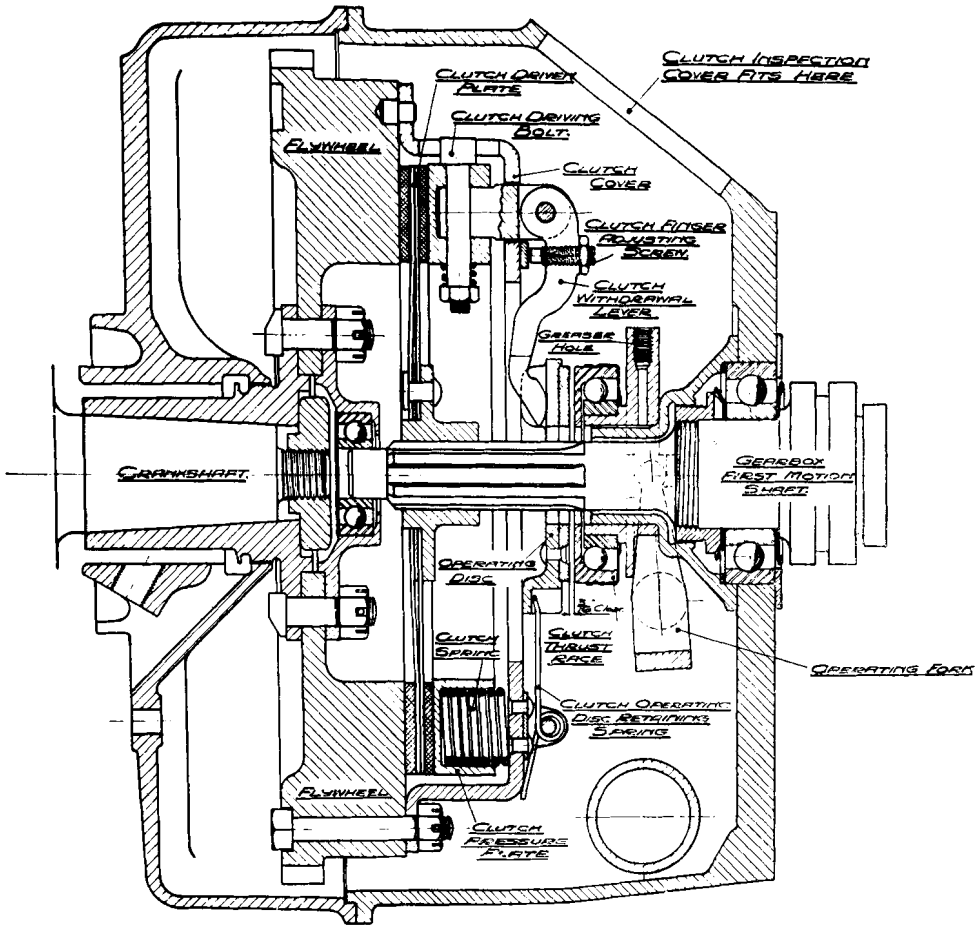 CLUTCH INSPECTION
COVER FITS HERE
CLUTCH DRIVEN
PLATE
CLUTCH DRIVING
BOLT.
FLYWHEEL
CLUTCH
COVER
CLUTCH FINGER
ADJUSTING
SCREW.
CLUTCH
WITHDRAWAL
LEVER
GREASER
HOLE
CRANKSHAFT.
GEARBOX
FIRST MOTION
SHAFT.
OPERATING
DISC
CLUTCH
THRUST
RACE
CLUTCH
SPRING
OPERATING FORK
CLUTCH OPERATING
DISC RETAINING
SPRING
FLYWHEEL
CLUTCH
PRESSURE
PLATE